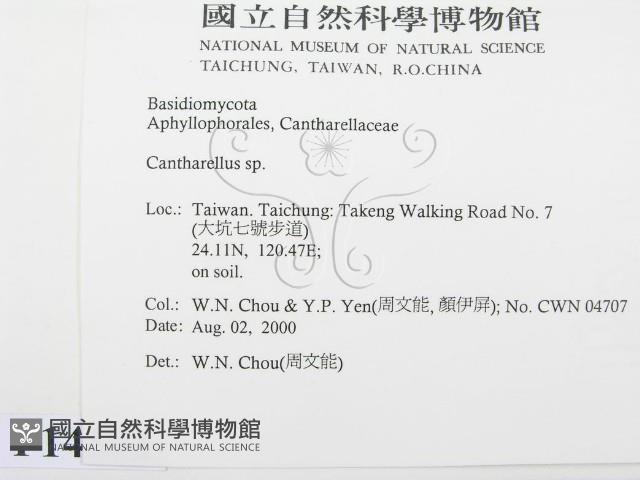 國立自然科學博物館
NATIONAL MUSEUM OF NATURAL SCIENCE
TAICHUNG, TAIWAN, R.O.CHINA
Basidiomycota
Aphyllophorales, Cantharellaceae
Cantharellus sp.
Loc.: Taiwan. Taichung: Takeng Walking Road No. 7
(大坑七號步道)
24.11N, 120.47E;
on soil.
Col.: W.N. Chou & Y.P. Yen(周文能, 顏伊屏); No. CWN 04707
Date: Aug. 02, 2000
Det.: W.N. Chou(周文能)
14
國立自然科學博物館
NATIONAL MUSEUM OF NATURAL SCIENCE